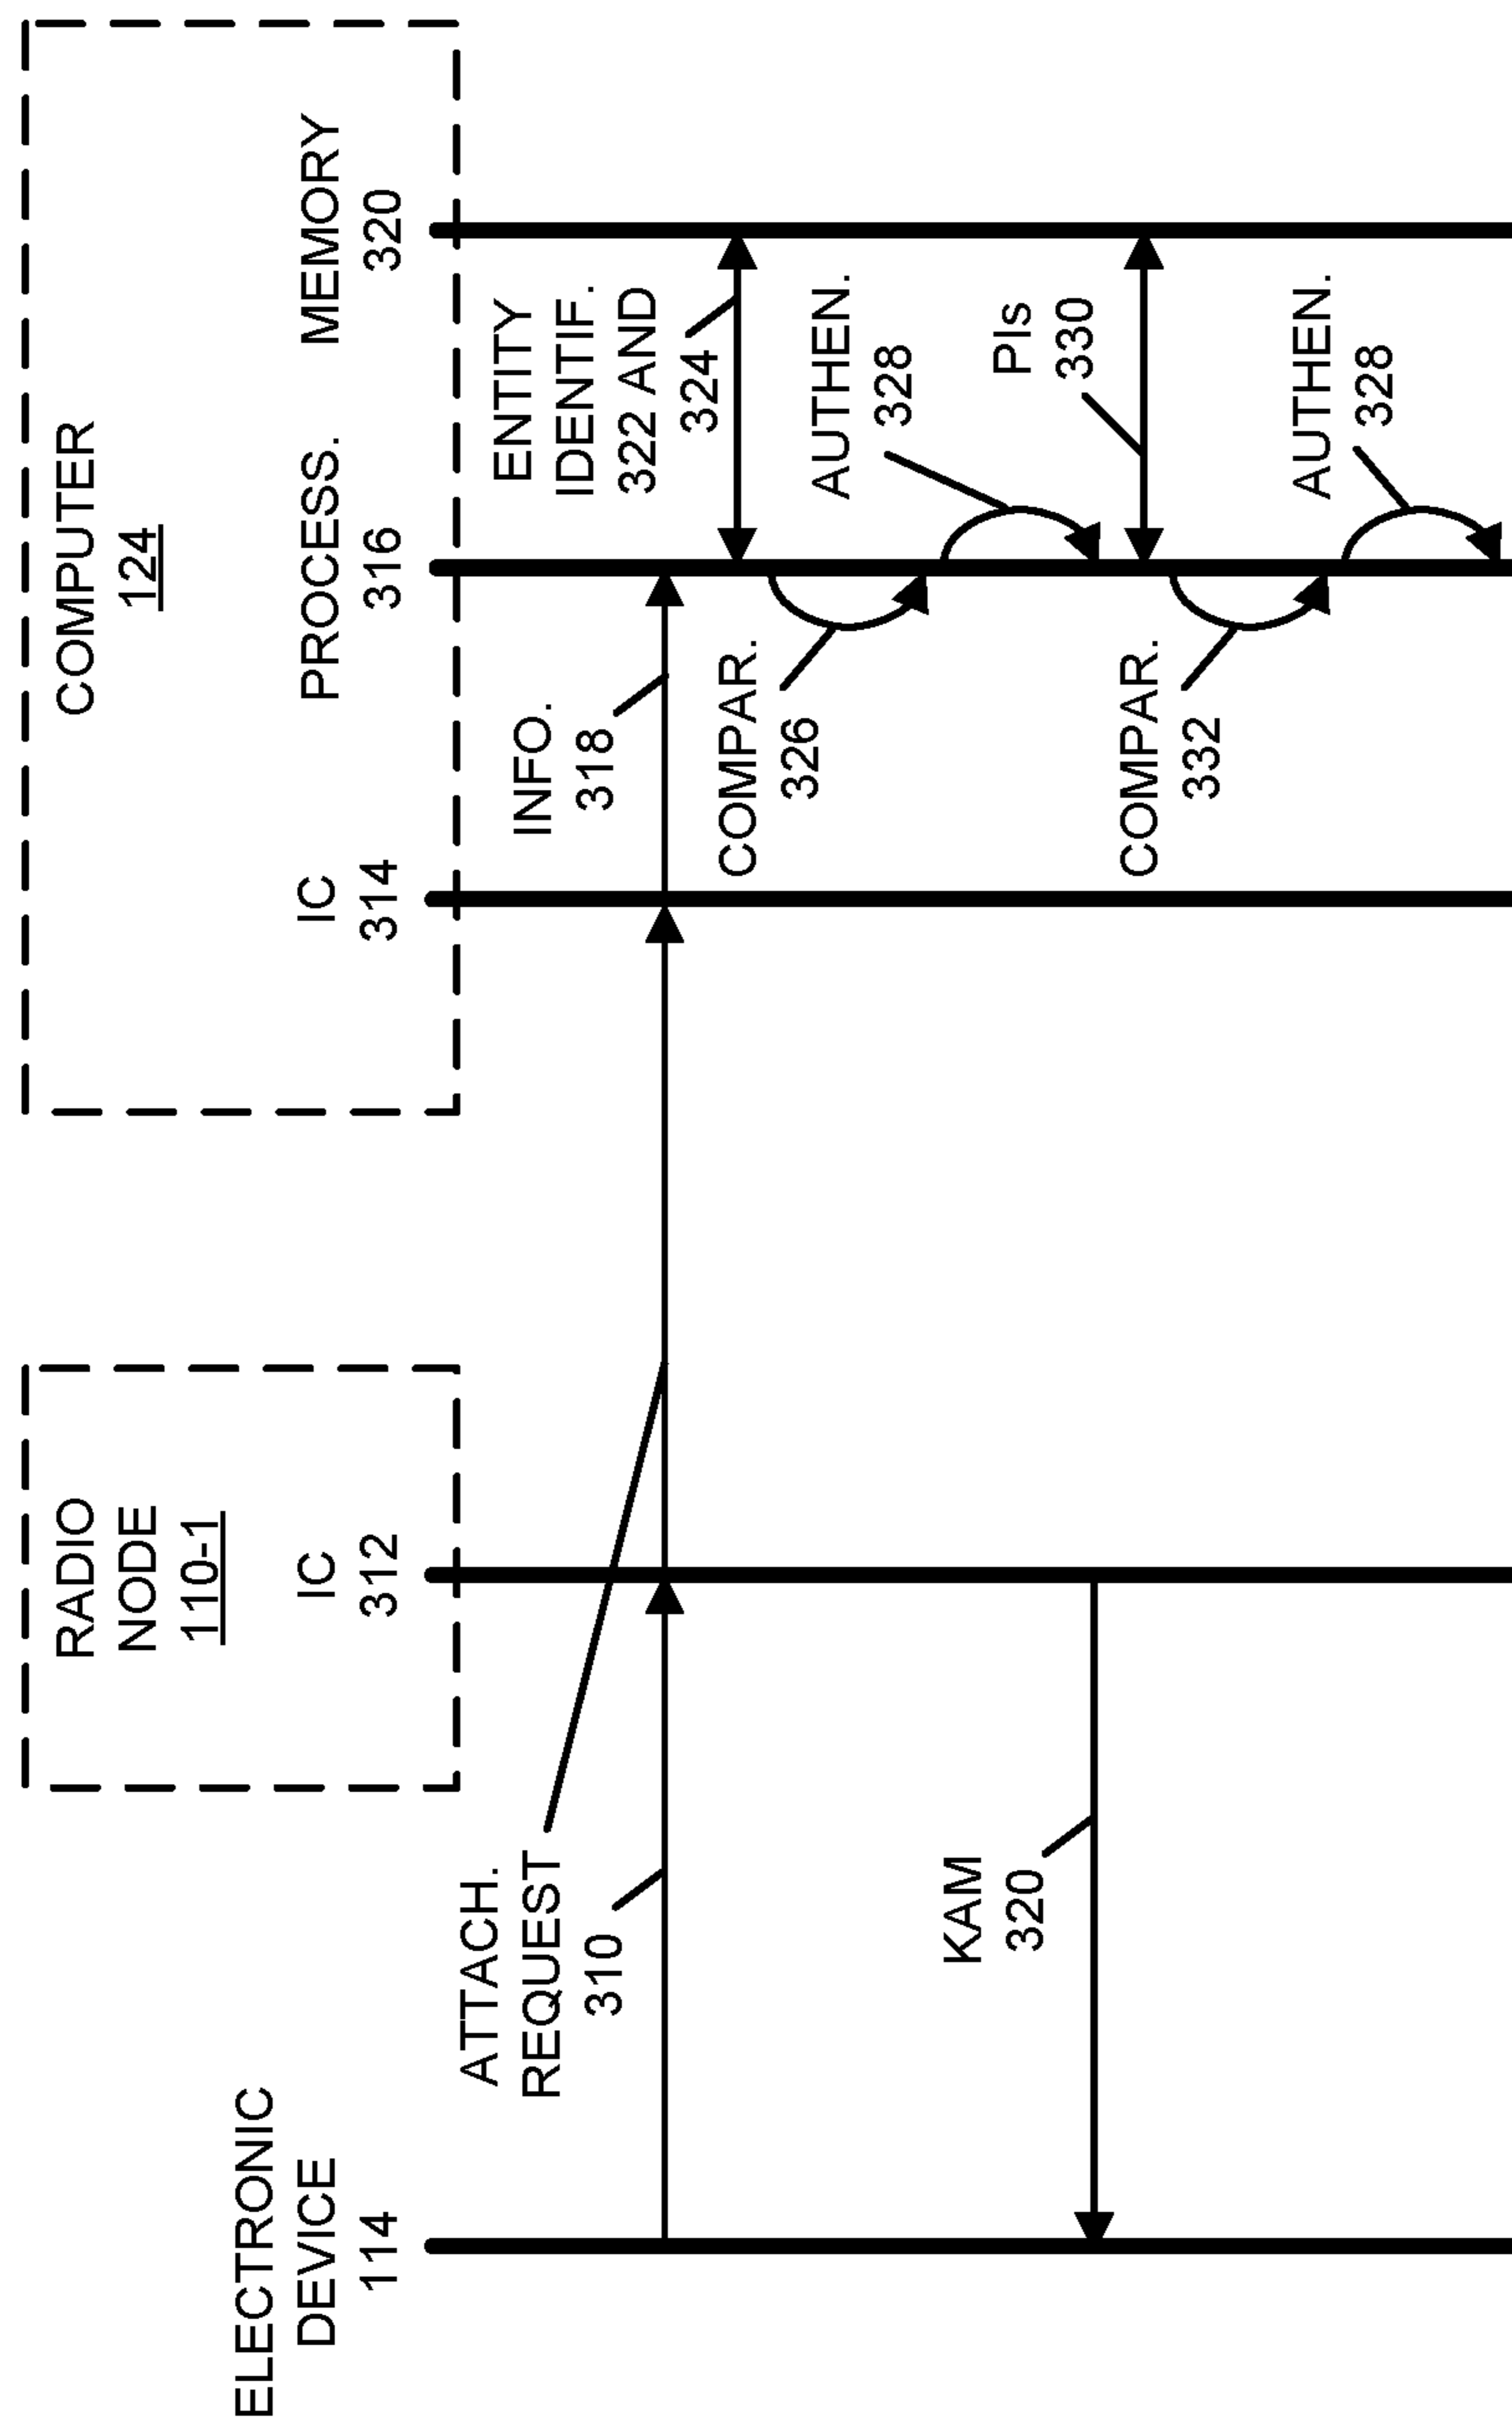 ELECTRONIC
DEVICE
114
RADIO
NODE
110-1
IC
312
COMPUTER
124
IC
314
PROCESS.
316
MEMORY
320
ATTACH.
REQUEST
310
INFO.
318
ENTITY
IDENTIF.
322 AND
324
COMPAR.
326
AUTHEN.
328
KAM
320
PIs
330
COMPAR.
332
AUTHEN.
328